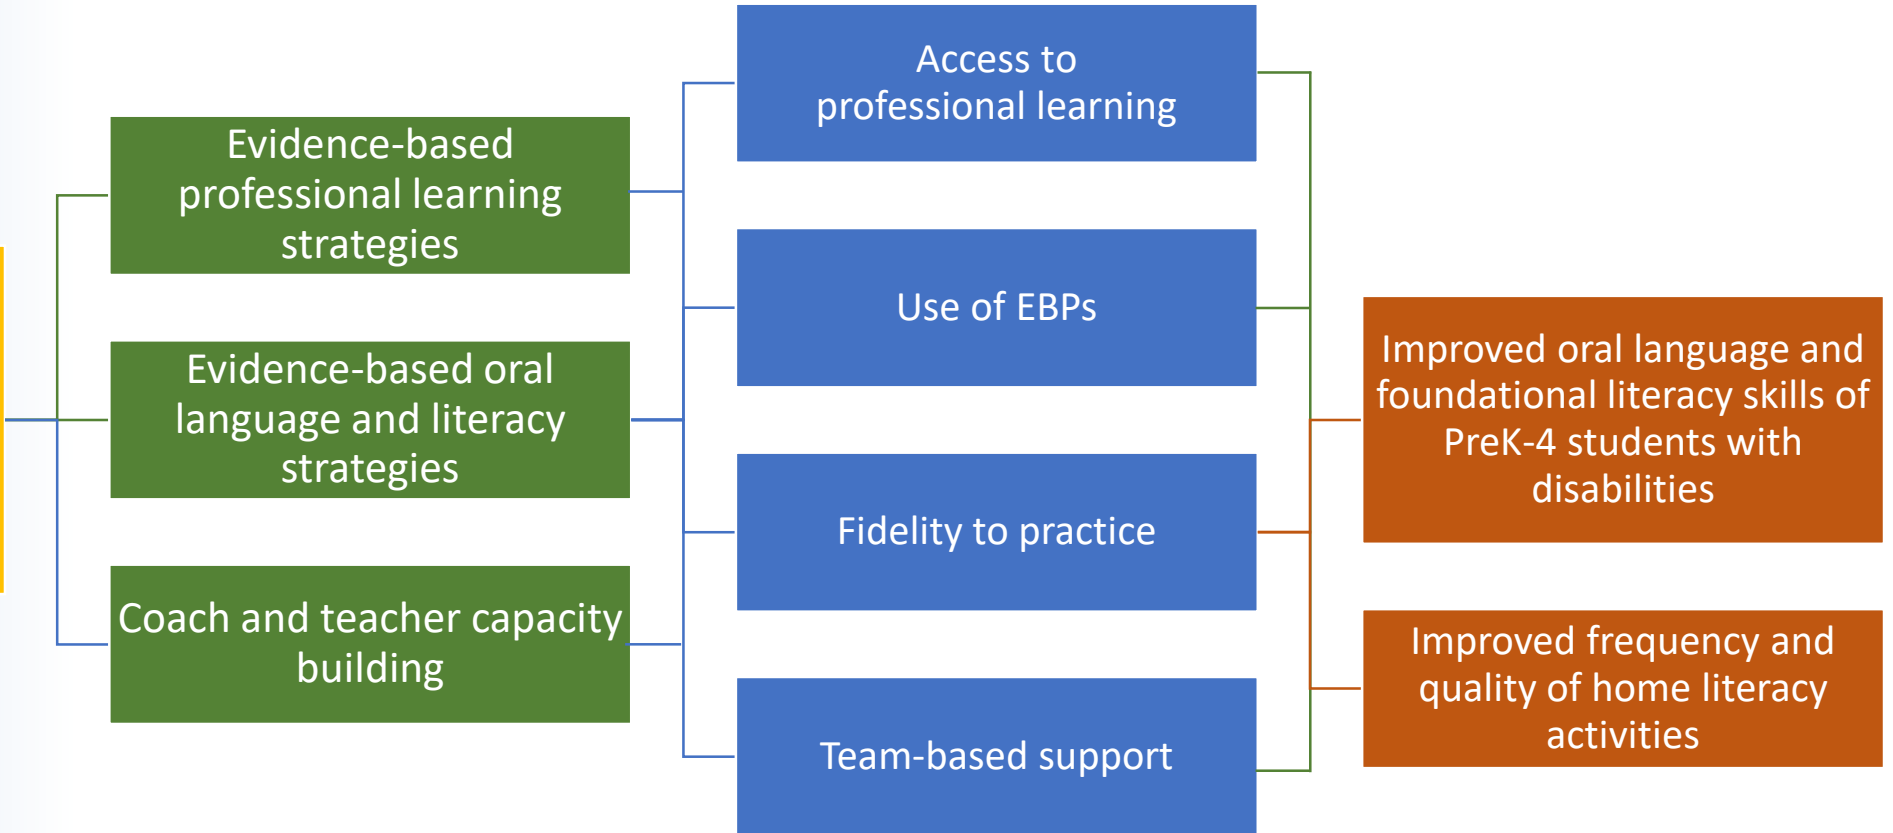 Evidence-based
professional learning
strategies
Evidence-based oral
language and literacy
strategies
Coach and teacher capacity
building
Access to
professional learning
Use of EBPs
Fidelity to practice
Team-based support
Improved oral language and
foundational literacy skills of
PreK-4 students with
disabilities
Improved frequency and
quality of home literacy
activities